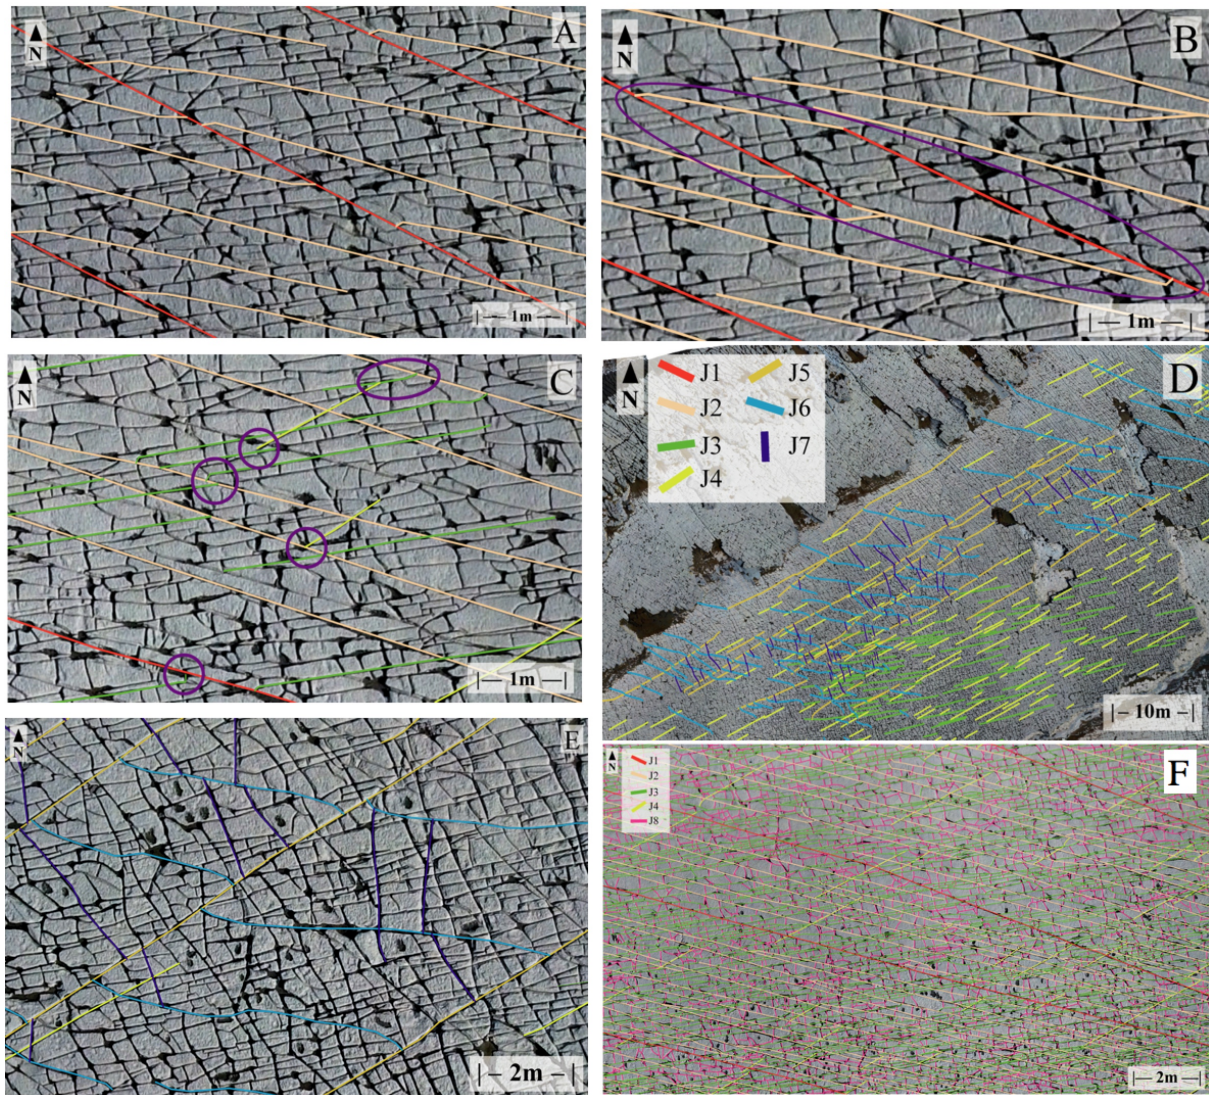 A
N
|— 1m —|
B
N
|— 1m —|
C
N
|— 1m —|
D
N
J1 J5
J2 J6
J3 J7
J4
|– 10m –|
E
N
|– 2m –|
F
N
J1
J2
J3
J4
J8
|— 2m —|